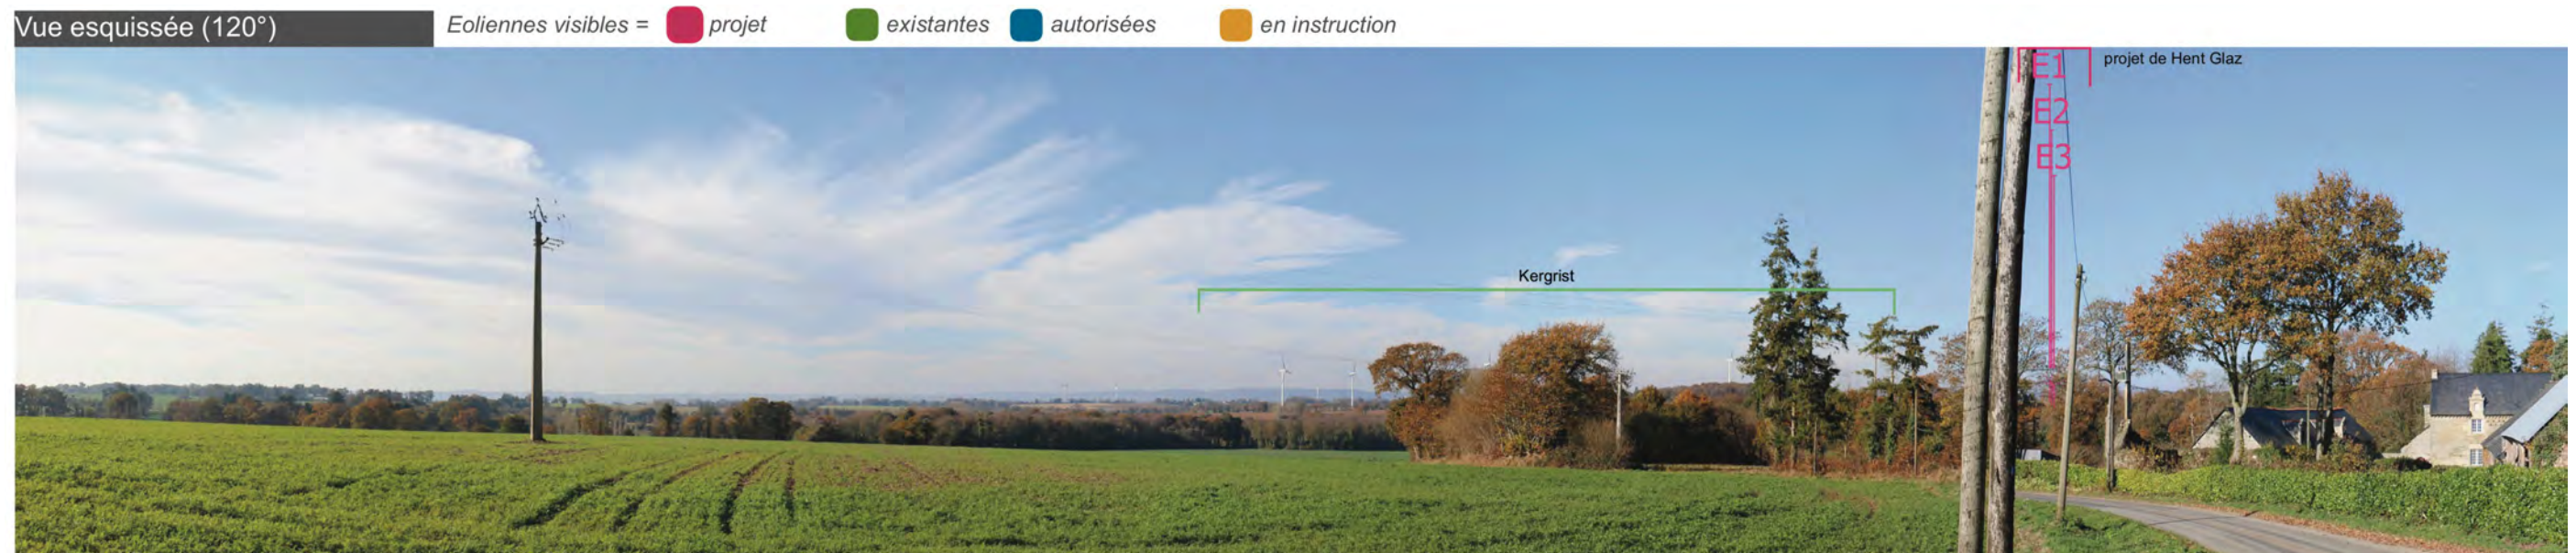 Vue esquissée (120°) Eoliennes visibles = projet existantes autorisées en instruction
E1 projet de Hent Glaz
E2
E3
Kergrist